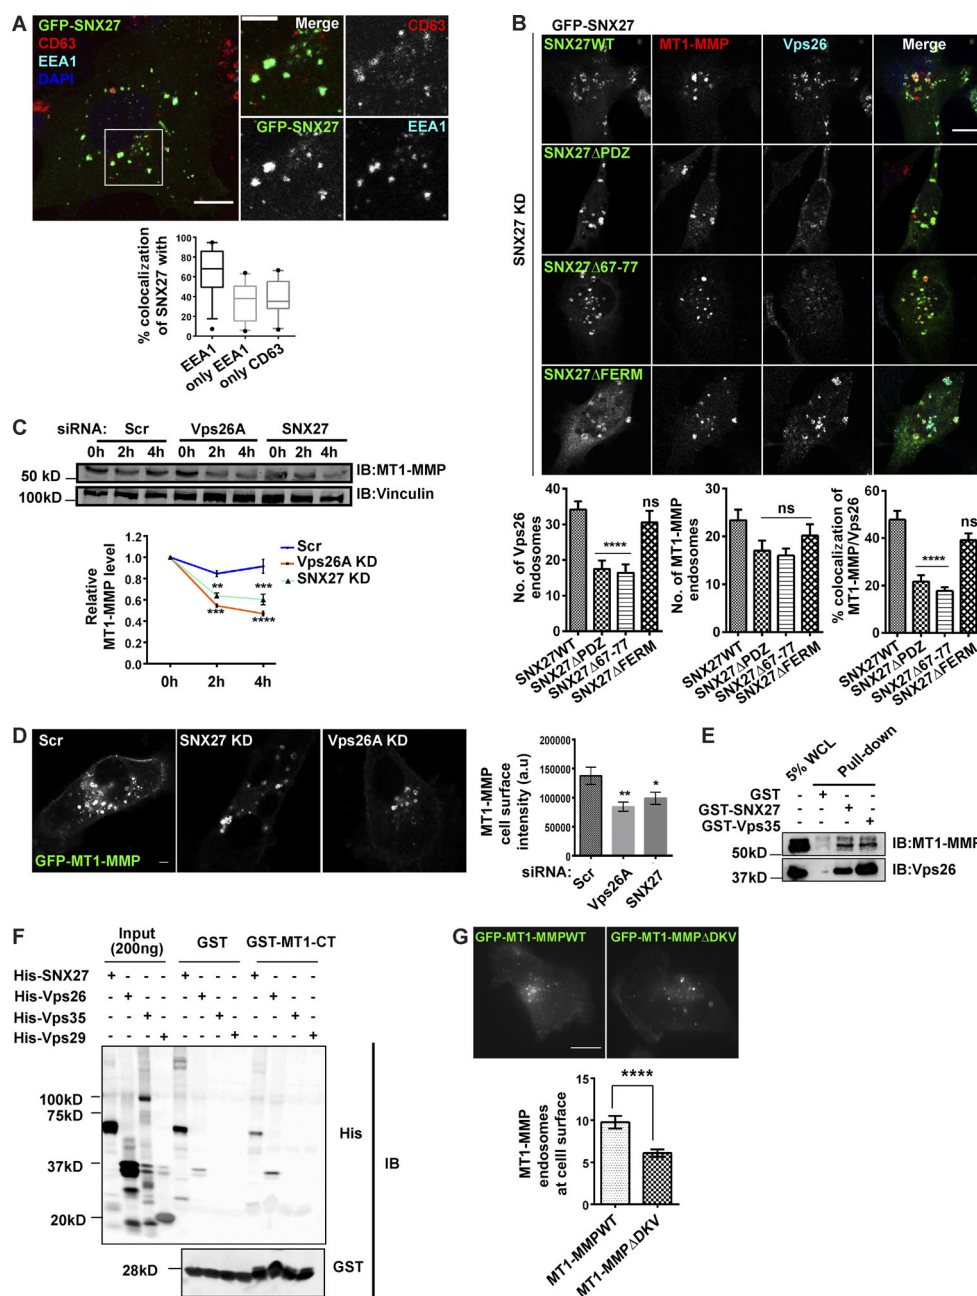 A
GFP-SNX27
CD63
EEA1
DAPI
Merge
CD63
GFP-SNX27
EEA1
% colocalization of SNX27 with
100
80
60
40
20
0
EEA1
only EEA1
only CD63
B
GFP-SNX27
SNX27WT
MT1-MMP
Vps26
Merge
SNX27ΔPDZ
SNX27Δ67-77
SNX27ΔFERM
SNX27 KD
No. of Vps26 endosomes
40
30
20
10
0
****
ns
SNX27WT
SNX27ΔPDZ
SNX27Δ67-77
SNX27ΔFERM
No. of MT1-MMP endosomes
30
20
10
0
ns
SNX27WT
SNX27ΔPDZ
SNX27Δ67-77
SNX27ΔFERM
% colocalization of MT1-MMP/Vps26
60
40
20
0
****
ns
SNX27WT
SNX27ΔPDZ
SNX27Δ67-77
SNX27ΔFERM
C
siRNA: Scr Vps26A SNX27
0h 2h 4h 0h 2h 4h 0h 2h 4h
50 kD
IB:MT1-MMP
100kD
IB:Vinculin
Relative MT1-MMP level
1.2
1.0
0.8
0.6
0.4
0.2
0.0
Scr
Vps26A KD
SNX27 KD
** ***
*** ****
0h 2h 4h
D
Scr
SNX27 KD
Vps26A KD
GFP-MT1-MMP
MT1-MMP cell surface intensity (a.u)
200000
150000
100000
50000
0
**
*
siRNA:
Scr
Vps26A
SNX27
E
5% WCL
Pull-down
GST +
GST-SNX27 +
GST-Vps35 +
50kD
IB:MT1-MMP
37kD
IB:Vps26
F
Input (200ng)
GST
GST-MT1-CT
His-SNX27 + - - - + - - - + - - -
His-Vps26 - + - - - + - - - + - -
His-Vps35 - - + - - - + - - - + -
His-Vps29 - - - + - - - + - - - +
100kD
75kD
37kD
20kD
His
IB
28kD
GST
G
GFP-MT1-MMPWT
GFP-MT1-MMPΔDKV
MT1-MMP endosomes at celll surface
15
10
5
0
****
MT1-MMPWT
MT1-MMPΔDKV